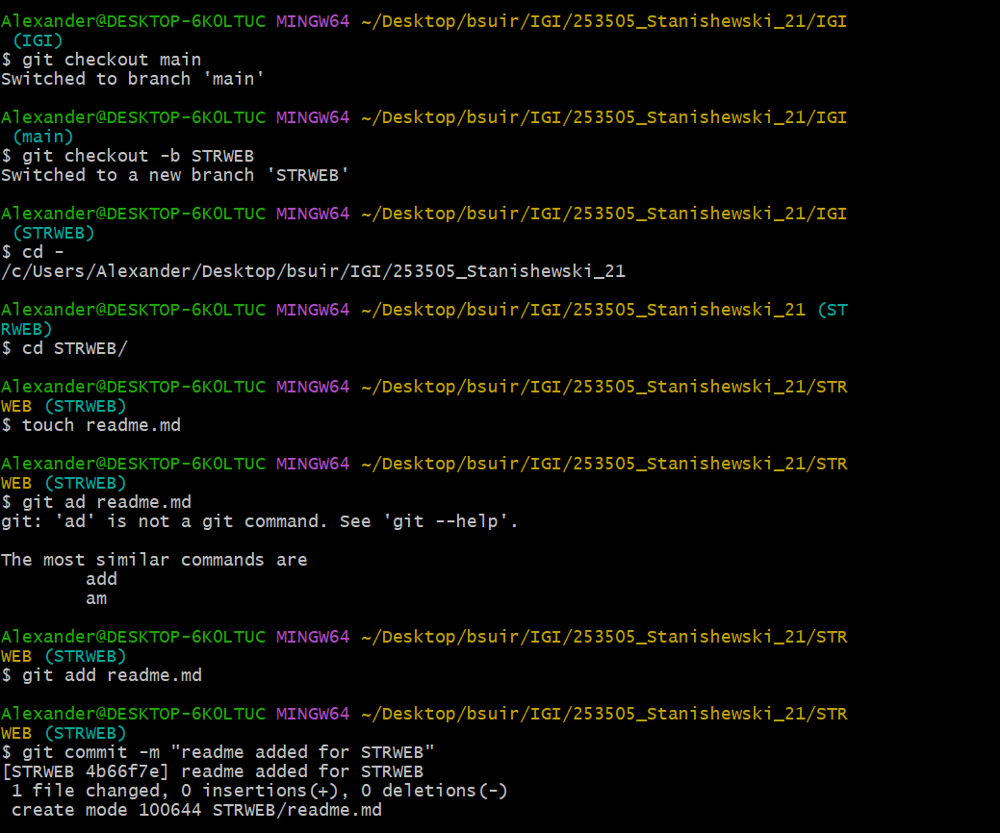 Alexander@DESKTOP-6K0LTUC MINGW64 ~/Desktop/bsuir/IGI/253505_Stanishewski_21/IGI
 (IGI)
$ git checkout main
Switched to branch 'main'

Alexander@DESKTOP-6K0LTUC MINGW64 ~/Desktop/bsuir/IGI/253505_Stanishewski_21/IGI
 (main)
$ git checkout -b STRWEB
Switched to a new branch 'STRWEB'

Alexander@DESKTOP-6K0LTUC MINGW64 ~/Desktop/bsuir/IGI/253505_Stanishewski_21/IGI
 (STRWEB)
$ cd -
/c/Users/Alexander/Desktop/bsuir/IGI/253505_Stanishewski_21

Alexander@DESKTOP-6K0LTUC MINGW64 ~/Desktop/bsuir/IGI/253505_Stanishewski_21 (ST
RWEB)
$ cd STRWEB/

Alexander@DESKTOP-6K0LTUC MINGW64 ~/Desktop/bsuir/IGI/253505_Stanishewski_21/STR
WEB (STRWEB)
$ touch readme.md

Alexander@DESKTOP-6K0LTUC MINGW64 ~/Desktop/bsuir/IGI/253505_Stanishewski_21/STR
WEB (STRWEB)
$ git ad readme.md
git: 'ad' is not a git command. See 'git --help'.

The most similar commands are
        add
        am

Alexander@DESKTOP-6K0LTUC MINGW64 ~/Desktop/bsuir/IGI/253505_Stanishewski_21/STR
WEB (STRWEB)
$ git add readme.md

Alexander@DESKTOP-6K0LTUC MINGW64 ~/Desktop/bsuir/IGI/253505_Stanishewski_21/STR
WEB (STRWEB)
$ git commit -m "readme added for STRWEB"
[STRWEB 4b66f7e] readme added for STRWEB
 1 file changed, 0 insertions(+), 0 deletions(-)
 create mode 100644 STRWEB/readme.md